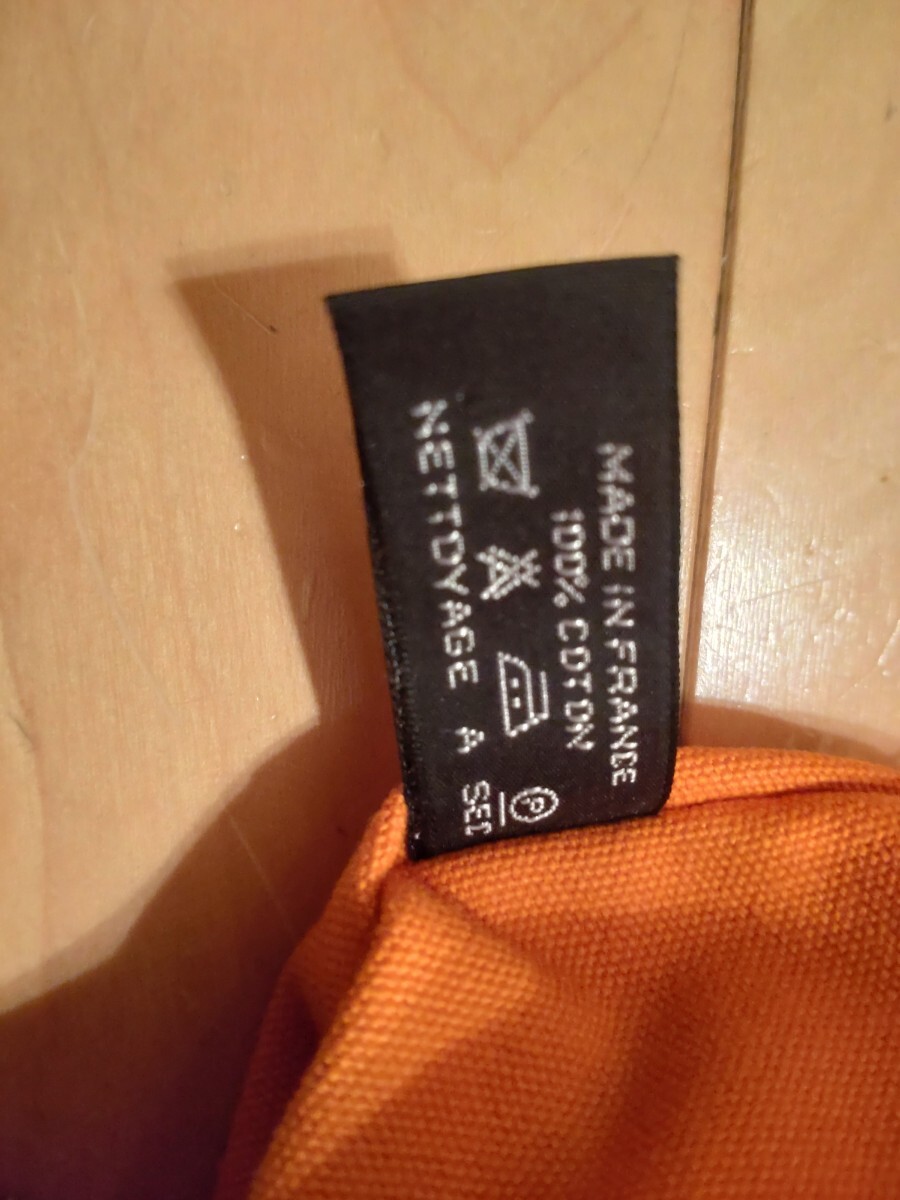 MADE IN FRANCE
100% COTON
P
NETTOYAGE A SEC